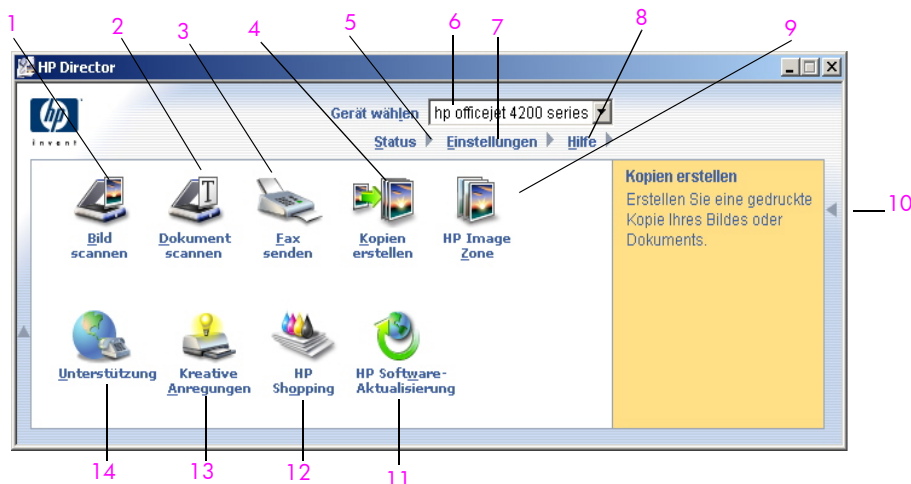 1
2
3
4
5
6
7
8
9
HP Director
hp
invent
Gerät wählen hp officejet 4200 series
Status Einstellungen Hilfe
Kopien erstellen
Erstellen Sie eine gedruckte
Kopie Ihres Bildes oder
Dokuments.
10
Bild
scannen
Dokument
scannen
Fax
senden
Kopien
erstellen
HP Image
Zone
Unterstützung
Kreative
Anregungen
HP
Shopping
HP Software-
Aktualisierung
14
13
12
11